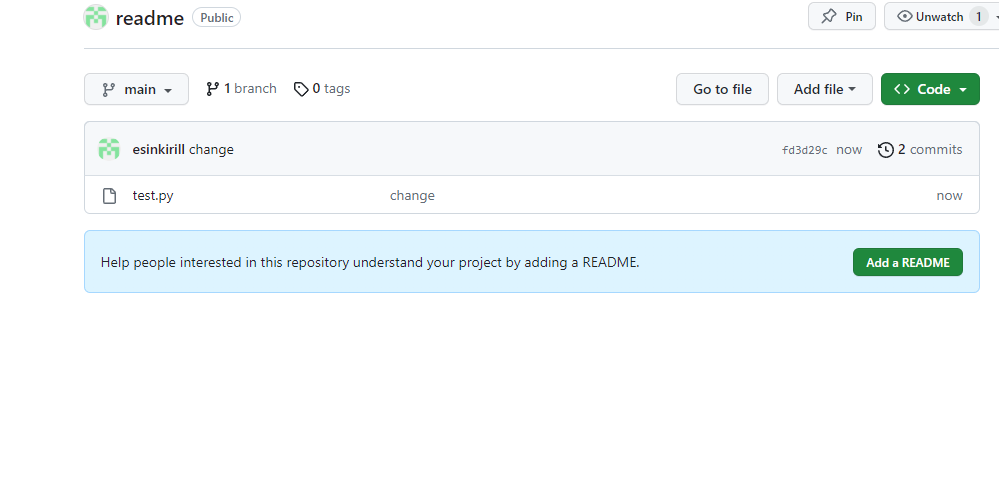 readme Public Pin Unwatch 1
main 1 branch 0 tags Go to file Add file Code
esinkirill change fd3d29c now 2 commits
test.py change now
Help people interested in this repository understand your project by adding a README. Add a README